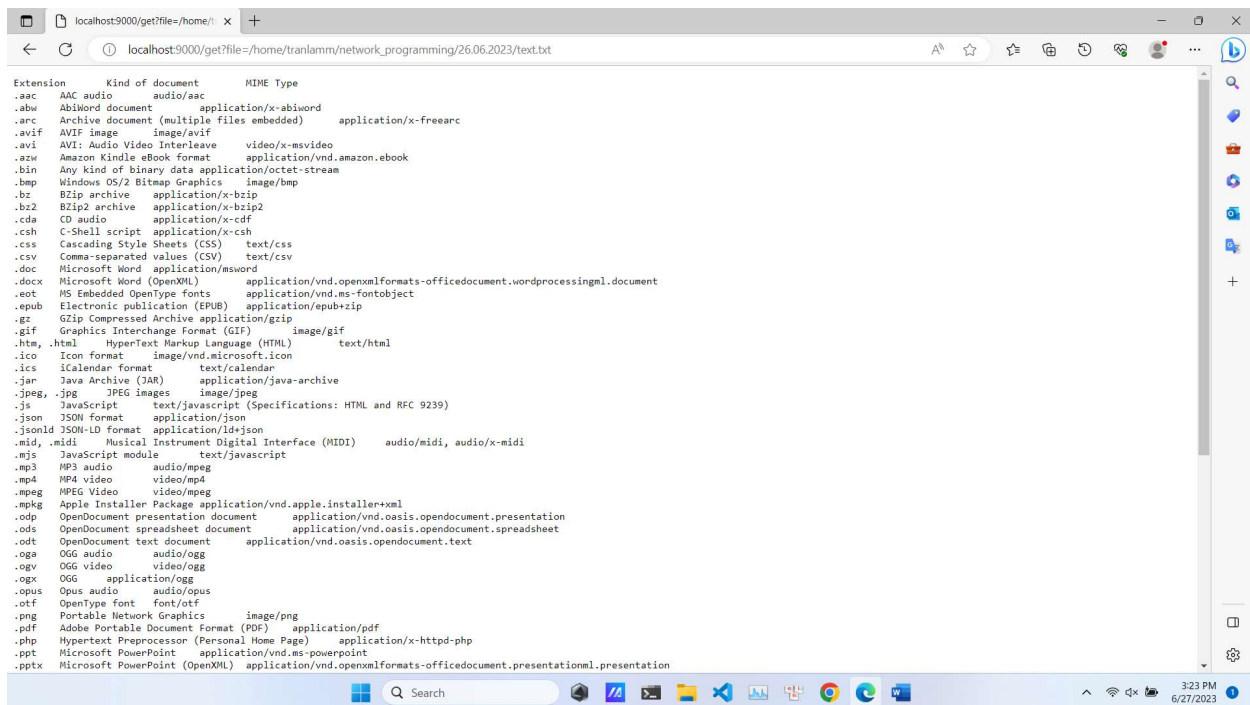 localhost:9000/get?file=/home/t
localhost:9000/get?file=/home/tranlamm/network_programming/26.06.2023/text.txt
Extension Kind of document MIME Type
.aac AAC audio audio/aac
.abw AbiWord document application/x-abiword
.arc Archive document (multiple files embedded) application/x-freearc
.avif AVIF image image/avif
.avi AVI: Audio Video Interleave video/x-msvideo
.azw Amazon Kindle eBook format application/vnd.amazon.ebook
.bin Any kind of binary data application/octet-stream
.bmp Windows OS/2 Bitmap Graphics image/bmp
.bz BZip archive application/x-bzip
.bz2 BZip2 archive application/x-bzip2
.cda CD audio application/x-cdf
.csh C-Shell script application/x-csh
.css Cascading Style Sheets (CSS) text/css
.csv Comma-separated values (CSV) text/csv
.doc Microsoft Word application/msword
.docx Microsoft Word (OpenXML) application/vnd.openxmlformats-officedocument.wordprocessingml.document
.eot MS Embedded OpenType fonts application/vnd.ms-fontobject
.epub Electronic publication (EPUB) application/epub+zip
.gz GZip Compressed Archive application/gzip
.gif Graphics Interchange Format (GIF) image/gif
.htm, .html HyperText Markup Language (HTML) text/html
.ico Icon format image/vnd.microsoft.icon
.ics iCalendar format text/calendar
.jar Java Archive (JAR) application/java-archive
.jpeg, .jpg JPEG images image/jpeg
.js JavaScript text/javascript (Specifications: HTML and RFC 9239)
.json JSON format application/json
.jsonld JSON-LD format application/ld+json
.mid, .midi Musical Instrument Digital Interface (MIDI) audio/midi, audio/x-midi
.mjs JavaScript module text/javascript
.mp3 MP3 audio audio/mpeg
.mp4 MP4 video video/mp4
.mpeg MPEG Video video/mpeg
.mpkg Apple Installer Package application/vnd.apple.installer+xml
.odp OpenDocument presentation document application/vnd.oasis.opendocument.presentation
.ods OpenDocument spreadsheet document application/vnd.oasis.opendocument.spreadsheet
.odt OpenDocument text document application/vnd.oasis.opendocument.text
.oga OGG audio audio/ogg
.ogv OGG video video/ogg
.ogx OGG application/ogg
.opus Opus audio audio/opus
.otf OpenType font font/otf
.png Portable Network Graphics image/png
.pdf Adobe Portable Document Format (PDF) application/pdf
.php Hypertext Preprocessor (Personal Home Page) application/x-httpd-php
.ppt Microsoft PowerPoint application/vnd.ms-powerpoint
.pptx Microsoft PowerPoint (OpenXML) application/vnd.openxmlformats-officedocument.presentationml.presentation
Search
3:23 PM
6/27/2023